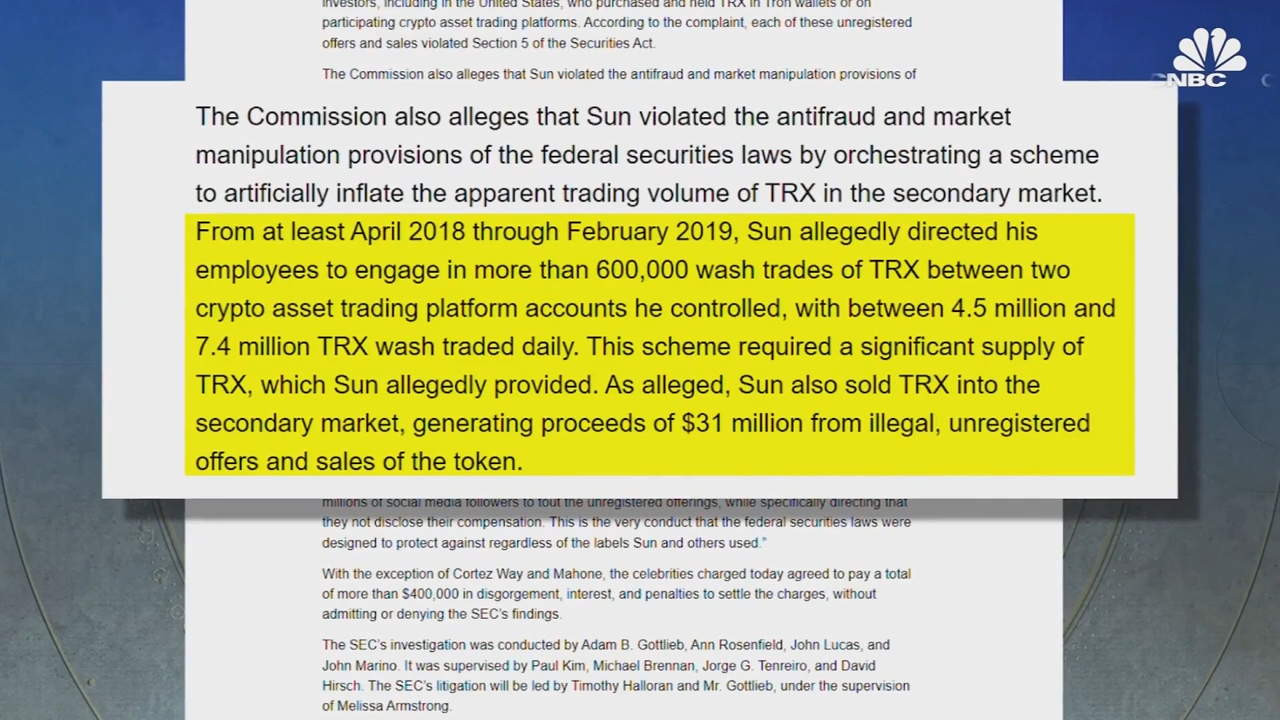 investors, including in the United States, who purchased and held TRX in Tron wallets or on
participating crypto asset trading platforms. According to the complaint, each of these unregistered
offers and sales violated Section 5 of the Securities Act.
The Commission also alleges that Sun violated the antifraud and market manipulation provisions of
CNBC
The Commission also alleges that Sun violated the antifraud and market
manipulation provisions of the federal securities laws by orchestrating a scheme
to artificially inflate the apparent trading volume of TRX in the secondary market.
From at least April 2018 through February 2019, Sun allegedly directed his
employees to engage in more than 600,000 wash trades of TRX between two
crypto asset trading platform accounts he controlled, with between 4.5 million and
7.4 million TRX wash traded daily. This scheme required a significant supply of
TRX, which Sun allegedly provided. As alleged, Sun also sold TRX into the
secondary market, generating proceeds of $31 million from illegal, unregistered
offers and sales of the token.
millions of social media followers to tout the unregistered offerings, while specifically directing that
they not disclose their compensation. This is the very conduct that the federal securities laws were
designed to protect against regardless of the labels Sun and others used.”
With the exception of Cortez Way and Mahone, the celebrities charged today agreed to pay a total
of more than $400,000 in disgorgement, interest, and penalties to settle the charges, without
admitting or denying the SEC's findings.
The SEC's investigation was conducted by Adam B. Gottlieb, Ann Rosenfield, John Lucas, and
John Marino. It was supervised by Paul Kim, Michael Brennan, Jorge G. Tenreiro, and David
Hirsch. The SEC's litigation will be led by Timothy Halloran and Mr. Gottlieb, under the supervision
of Melissa Armstrong.